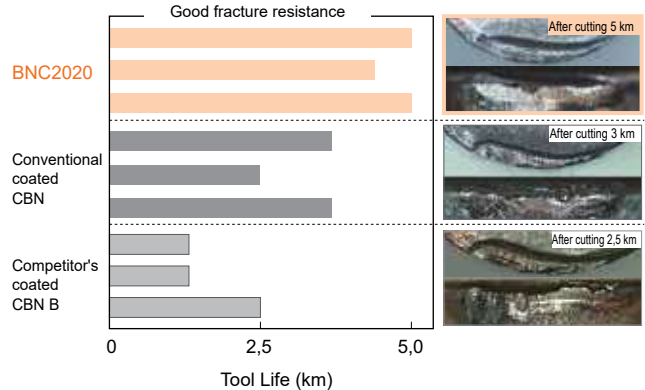 Good fracture resistance
BNC2020
After cutting 5 km
Conventional
coated
CBN
After cutting 3 km
Competitor's
coated
CBN B
After cutting 2,5 km
0 2,5 5,0
Tool Life (km)